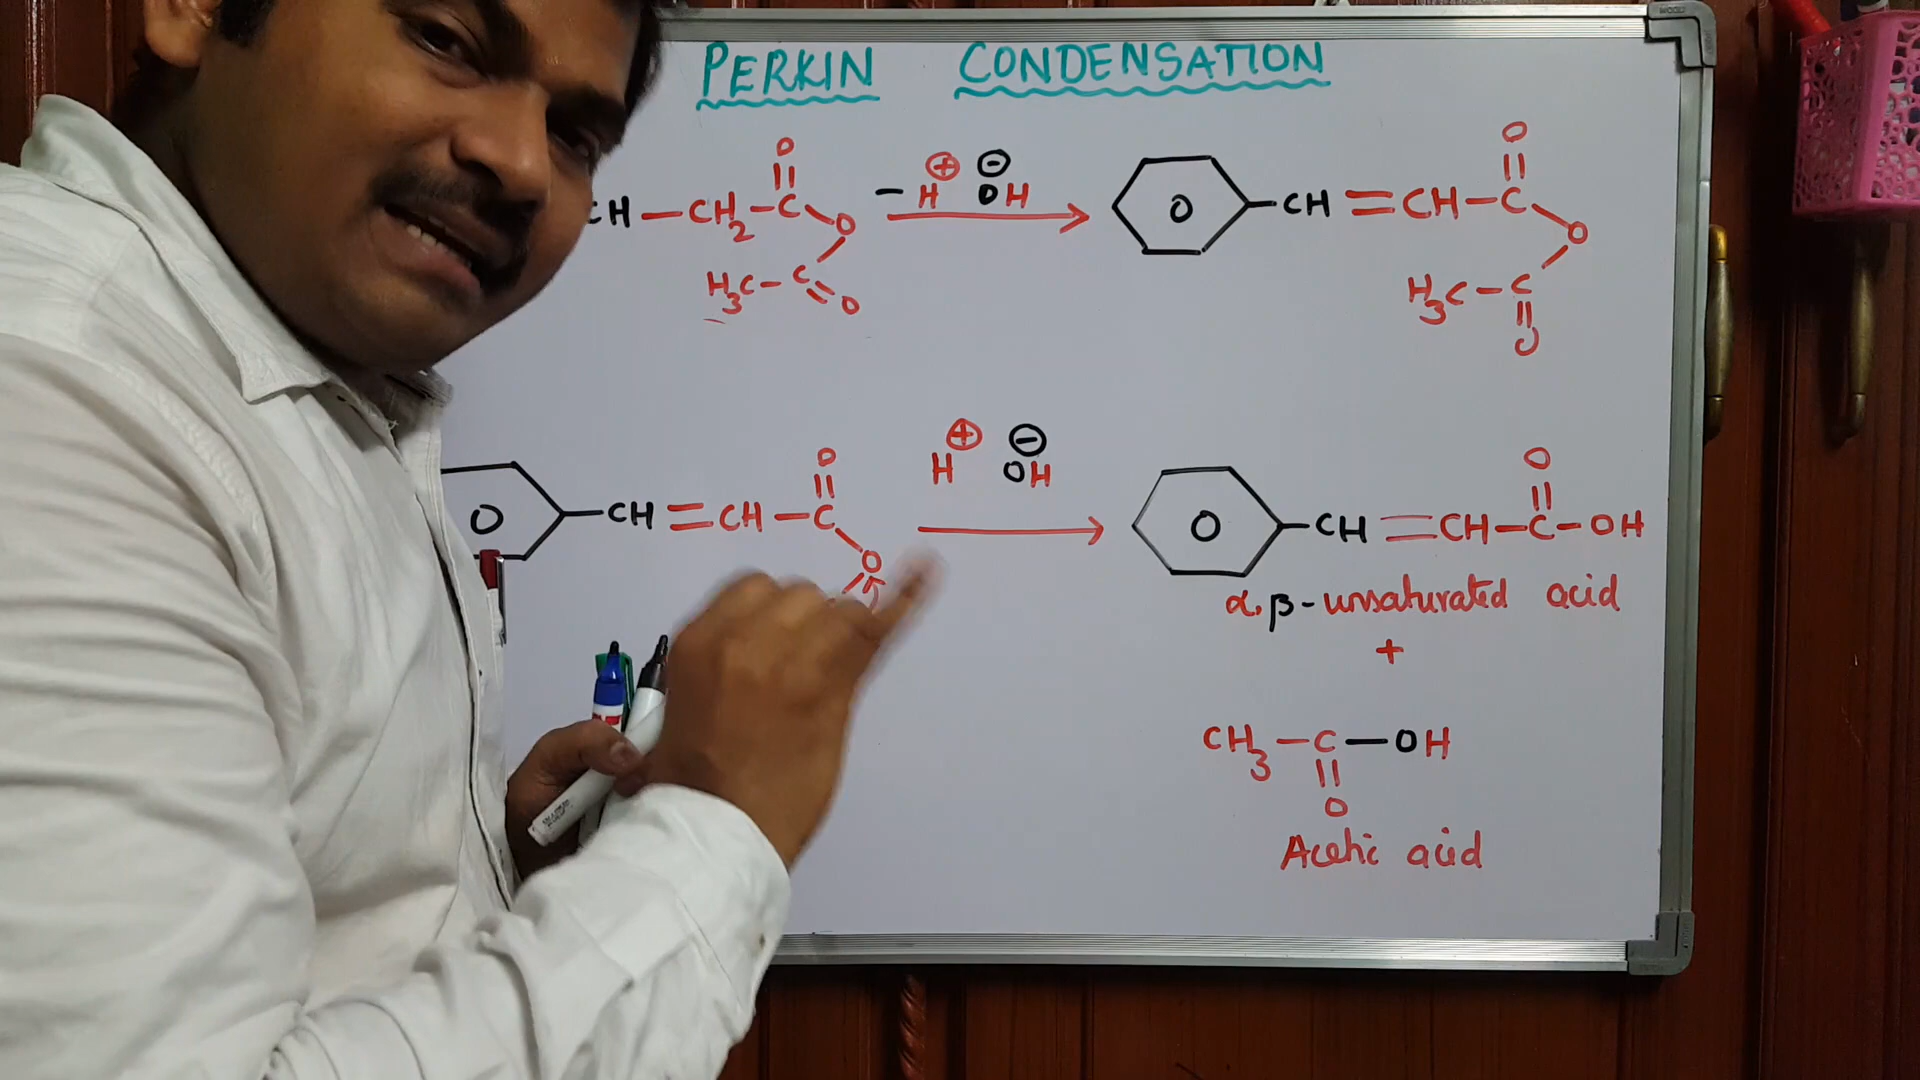 PERKIN CONDENSATION
O O
|| ⊕ ⊖ ||
CH—CH₂—C - H OH O—CH=CH—C
O O
H₃C—C=O H₃C—C
||
O
O ⊕ ⊖ O
|| H OH ||
O—CH=CH—C O—CH=CH—C—OH
O
α,β-unsaturated acid
+
CH₃—C—OH
||
O
Acetic acid